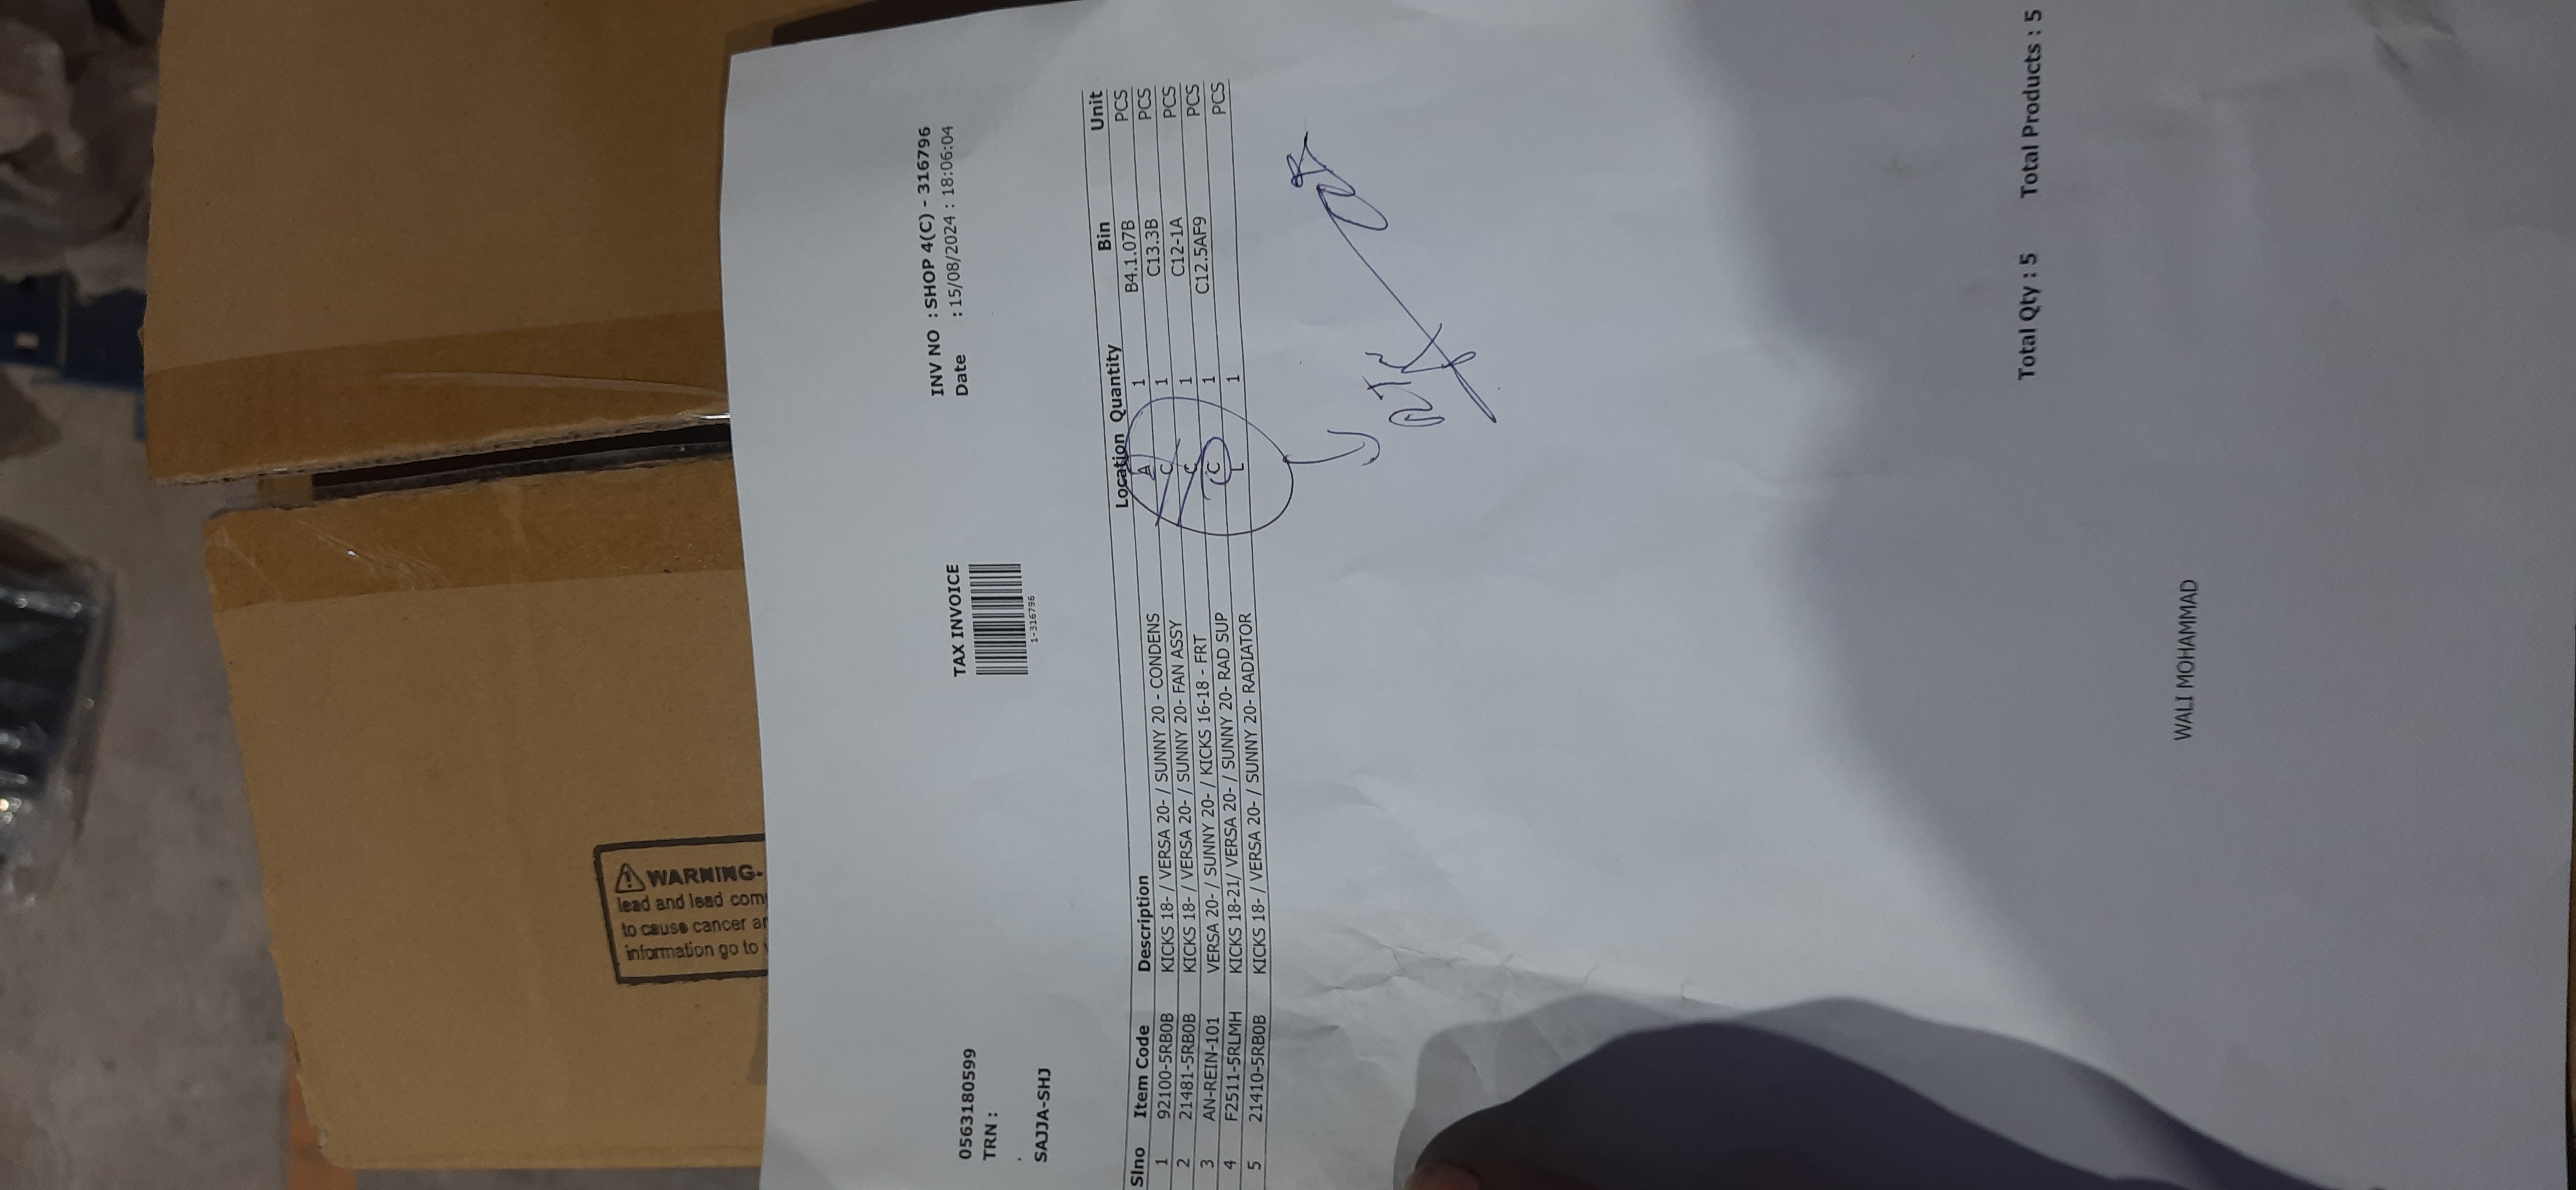 WARNING.
lead and lead com
to cause cancer ar
information go to
0563180599
TRN :
.
SAJJA-SHJ
TAX INVOICE
1-316796
INV NO : SHOP 4(C) - 316796
Date : 15/08/2024 : 18:06:04
Slno Item Code Description Location Quantity Bin Unit
1 92100-5RB0B KICKS 18- / VERSA 20- / SUNNY 20 - CONDENS A 1 B4.1.07B PCS
2 21481-5RB0B KICKS 18- / VERSA 20- / SUNNY 20- FAN ASSY C 1 C13.3B PCS
3 AN-REIN-101 VERSA 20- / SUNNY 20- / KICKS 16-18 - FRT C 1 C12-1A PCS
4 F2511-5RLMH KICKS 18-21/ VERSA 20- / SUNNY 20- RAD SUP C 1 C12.5AF9 PCS
5 21410-5RB0B KICKS 18- / VERSA 20- / SUNNY 20- RADIATOR L 1 PCS
Total Qty : 5 Total Products : 5
WALI MOHAMMAD